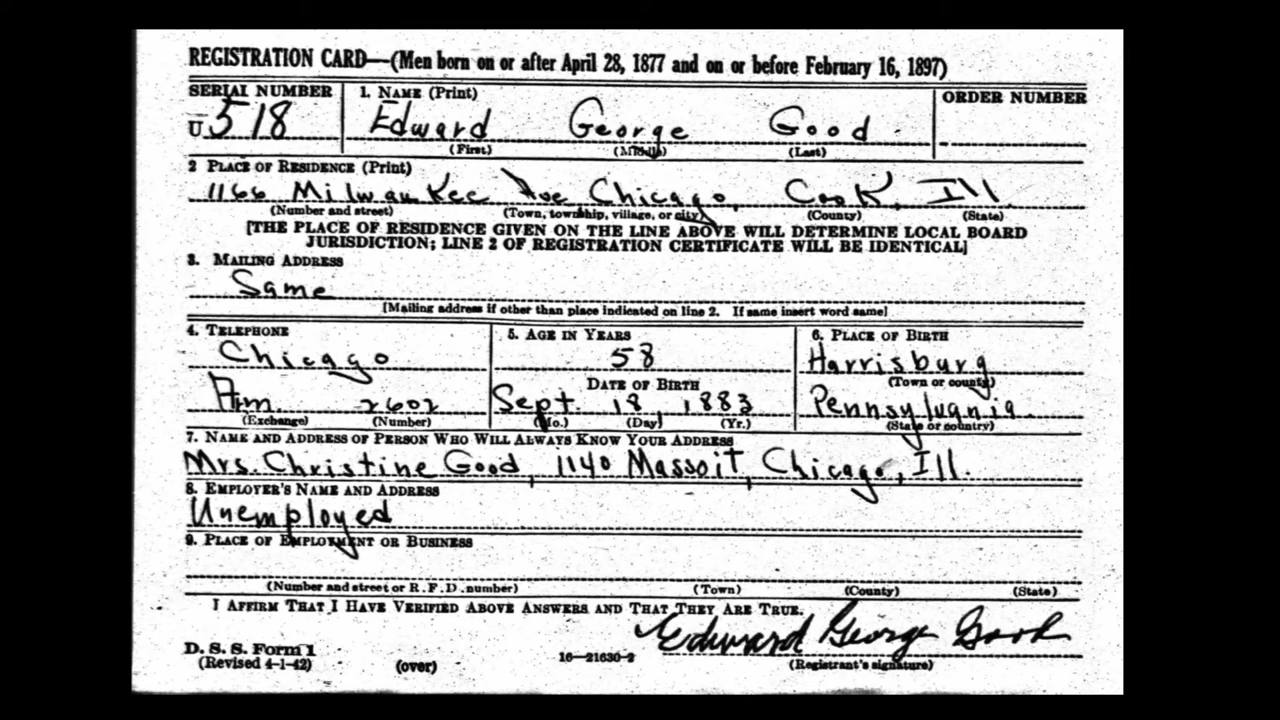 REGISTRATION CARD—(Men born on or after April 28, 1877 and on or before February 16, 1897)
SERIAL NUMBER 1. NAME (Print) ORDER NUMBER
U 518 Edward George Good
(First) (Middle) (Last)
2 PLACE OF RESIDENCE (Print)
1166 Milwaukee Ave Chicago, Cook, Ill
(Number and street) (Town, township, village, or city) (County) (State)
[THE PLACE OF RESIDENCE GIVEN ON THE LINE ABOVE WILL DETERMINE LOCAL BOARD
JURISDICTION; LINE 2 OF REGISTRATION CERTIFICATE WILL BE IDENTICAL]
3. MAILING ADDRESS
Same
[Mailing address if other than place indicated on line 2. If same insert word same]
4. TELEPHONE 5. AGE IN YEARS 6. PLACE OF BIRTH
Chicago 58 Harrisburg
DATE OF BIRTH (Town or county)
Arm 2602 Sept. 18, 1883 Pennsylvania
(Exchange) (Number) (Mo.) (Day) (Yr.) (State or country)
7. NAME AND ADDRESS OF PERSON WHO WILL ALWAYS KNOW YOUR ADDRESS
Mrs. Christine Good, 1140 Massoit, Chicago, Ill.
8. EMPLOYER'S NAME AND ADDRESS
Unemployed
9. PLACE OF EMPLOYMENT OR BUSINESS
(Number and street or R.F.D. number) (Town) (County) (State)
I AFFIRM THAT I HAVE VERIFIED ABOVE ANSWERS AND THAT THEY ARE TRUE.
Edward George Good
D. S. S. Form 1
(Revised 4-1-42) (over) 16—21630-2 (Registrant's signature)